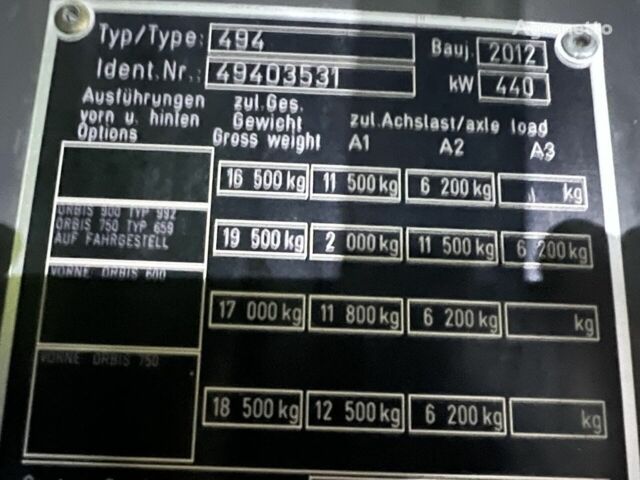 Typ/Type: 494 Bauj. 2012
Ident.Nr.: 49403531 kW 440
Ausführungen vorn u. hinten Options
zul.Ges. Gewicht Gross weight
zul.Achslast/axle load
A1 A2 A3
16 500 kg 11 500 kg 6 200 kg kg
ORBIS 900 TYP 992
ORBIS 750 TYP 659
AUF FAHRGESTELL
19 500 kg 2 000 kg 11 500 kg 6 200 kg
VORNE ORBIS 600
17 000 kg 11 800 kg 6 200 kg kg
VORNE ORBIS 750
18 500 kg 12 500 kg 6 200 kg kg